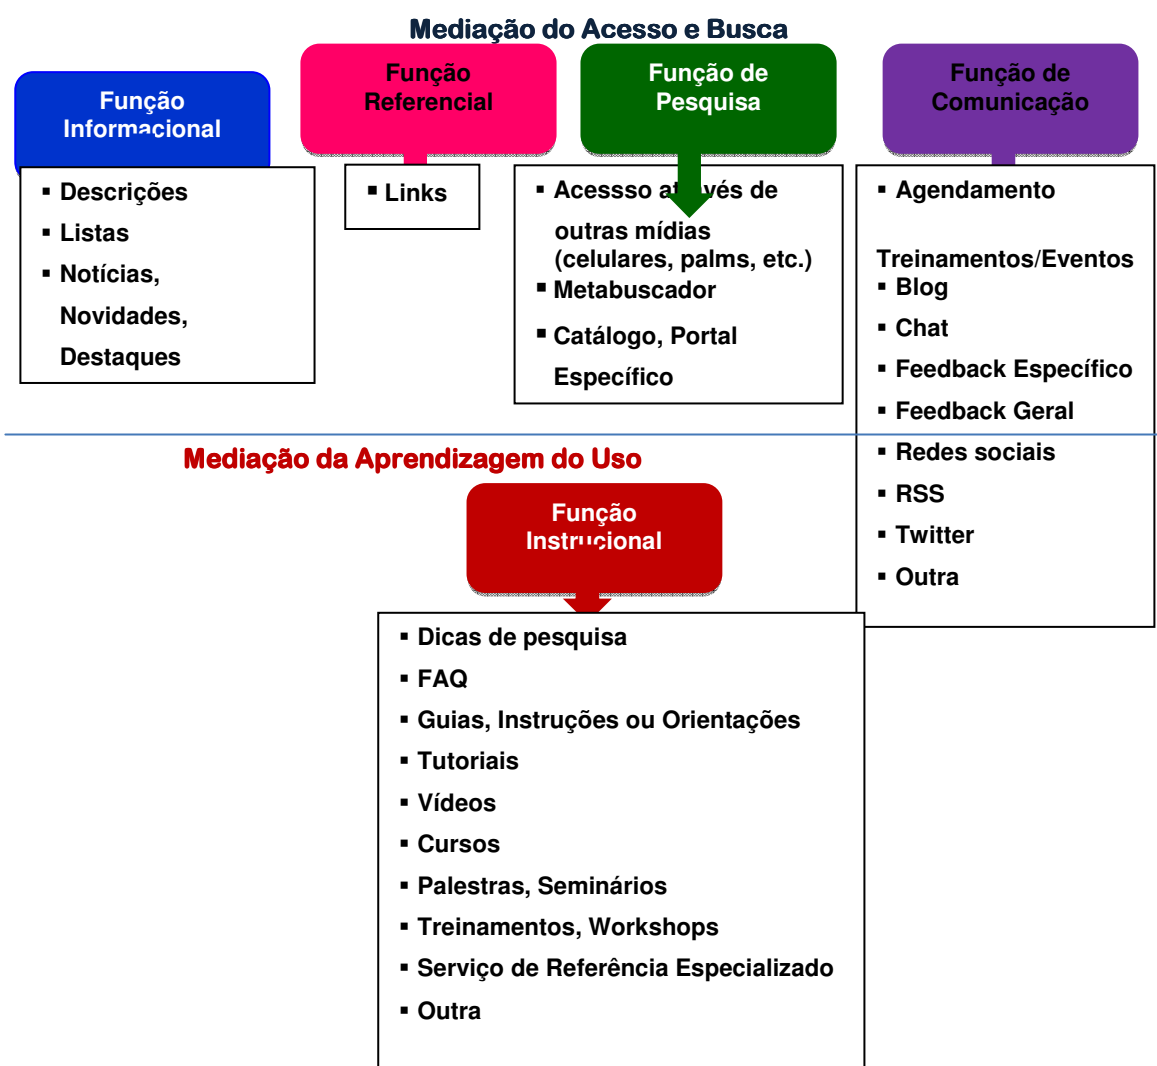 Mediação do Acesso e Busca
Função
Informacional
▪ Descrições
▪ Listas
▪ Notícias,
Novidades,
Destaques
Função
Referencial
▪ Links
Função de
Pesquisa
▪ Acessso através de
outras mídias
(celulares, palms, etc.)
▪ Metabuscador
▪ Catálogo, Portal
Específico
Função de
Comunicação
▪ Agendamento
Treinamentos/Eventos
▪ Blog
▪ Chat
▪ Feedback Específico
▪ Feedback Geral
▪ Redes sociais
▪ RSS
▪ Twitter
▪ Outra
Mediação da Aprendizagem do Uso
Função
Instrucional
▪ Dicas de pesquisa
▪ FAQ
▪ Guias, Instruções ou Orientações
▪ Tutoriais
▪ Vídeos
▪ Cursos
▪ Palestras, Seminários
▪ Treinamentos, Workshops
▪ Serviço de Referência Especializado
▪ Outra